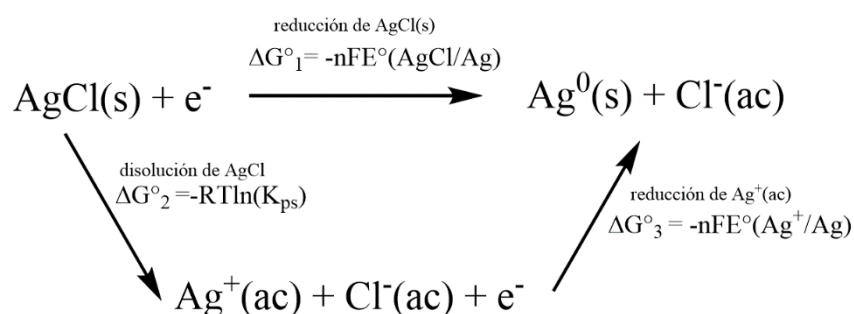 reducción de AgCl(s)
ΔG°₁= -nFE°(AgCl/Ag)
AgCl(s) + e⁻
Ag⁰(s) + Cl⁻(ac)
disolución de AgCl
ΔG°₂ =-RTln(Kₚₛ)
reducción de Ag⁺(ac)
ΔG°₃ = -nFE°(Ag⁺/Ag)
Ag⁺(ac) + Cl⁻(ac) + e⁻